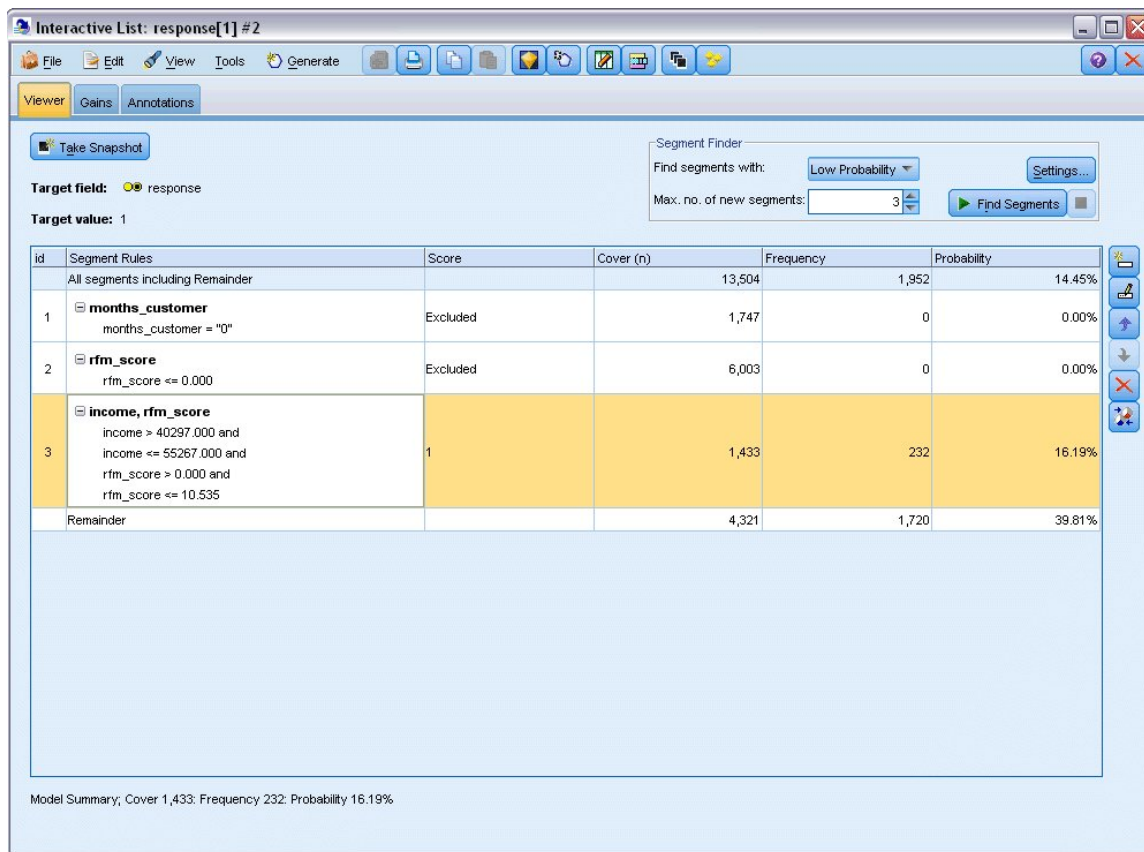 Interactive List: response[1] #2
File Edit View Tools Generate
Viewer Gains Annotations
Take Snapshot
Target field: response
Target value: 1
Segment Finder
Find segments with: Low Probability Settings...
Max. no. of new segments: 3 Find Segments
id Segment Rules Score Cover (n) Frequency Probability
All segments including Remainder 13,504 1,952 14.45%
1 months_customer Excluded 1,747 0 0.00%
months_customer = "0"
2 rfm_score Excluded 6,003 0 0.00%
rfm_score <= 0.000
3 income, rfm_score 1 1,433 232 16.19%
income > 40297.000 and
income <= 55267.000 and
rfm_score > 0.000 and
rfm_score <= 10.535
Remainder 4,321 1,720 39.81%
Model Summary; Cover 1,433: Frequency 232: Probability 16.19%